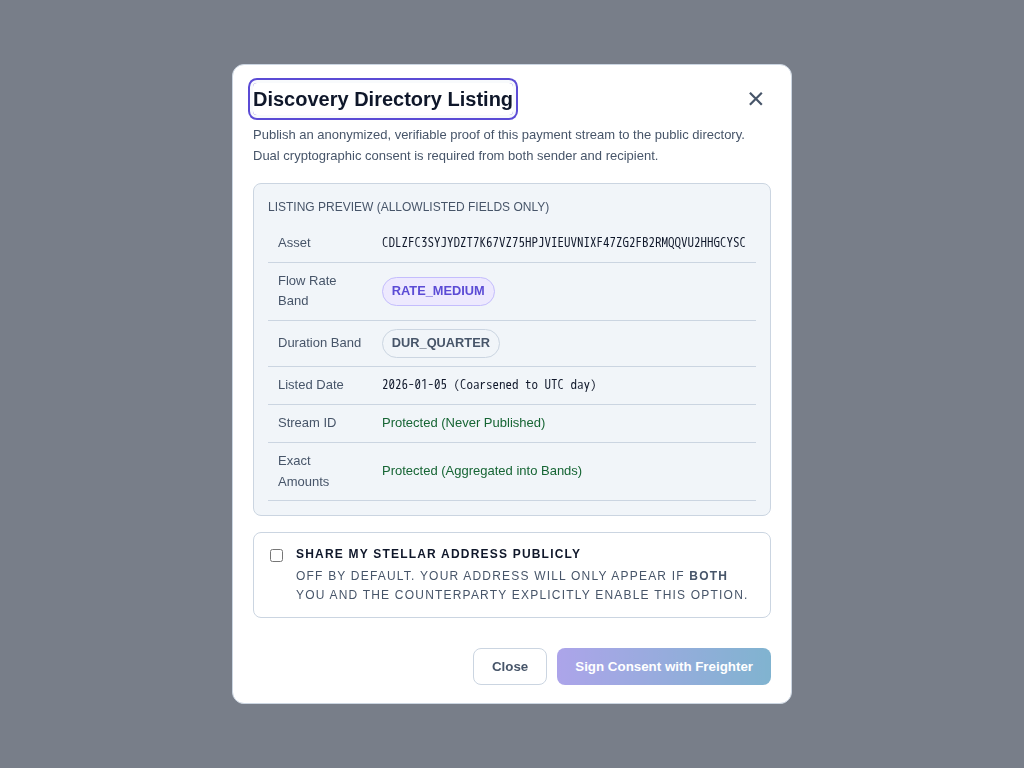 Discovery Directory Listing
Publish an anonymized, verifiable proof of this payment stream to the public directory.
Dual cryptographic consent is required from both sender and recipient.
LISTING PREVIEW (ALLOWLISTED FIELDS ONLY)
Asset CDLZFC3SYJYDZT7K67VZ75HPJVIEUVNIXF47ZG2FB2RMQQVU2HHGCYSC
Flow Rate
Band
RATE_MEDIUM
Duration Band DUR_QUARTER
Listed Date 2026-01-05 (Coarsened to UTC day)
Stream ID Protected (Never Published)
Exact
Amounts
Protected (Aggregated into Bands)
SHARE MY STELLAR ADDRESS PUBLICLY
OFF BY DEFAULT. YOUR ADDRESS WILL ONLY APPEAR IF BOTH
YOU AND THE COUNTERPARTY EXPLICITLY ENABLE THIS OPTION.
Close Sign Consent with Freighter